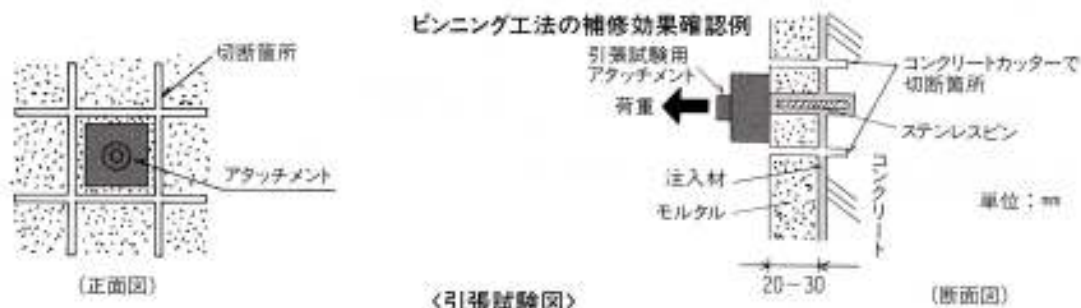 ピンニング工法の補修効果確認例
切断箇所
アタッチメント
(正面図)
引張試験用
アタッチメント
荷重
コンクリートカッターで
切断箇所
ステンレスピン
注入材
モルタル
コンクリート
単位：mm
20-30
(断面図)
〈引張試験図〉